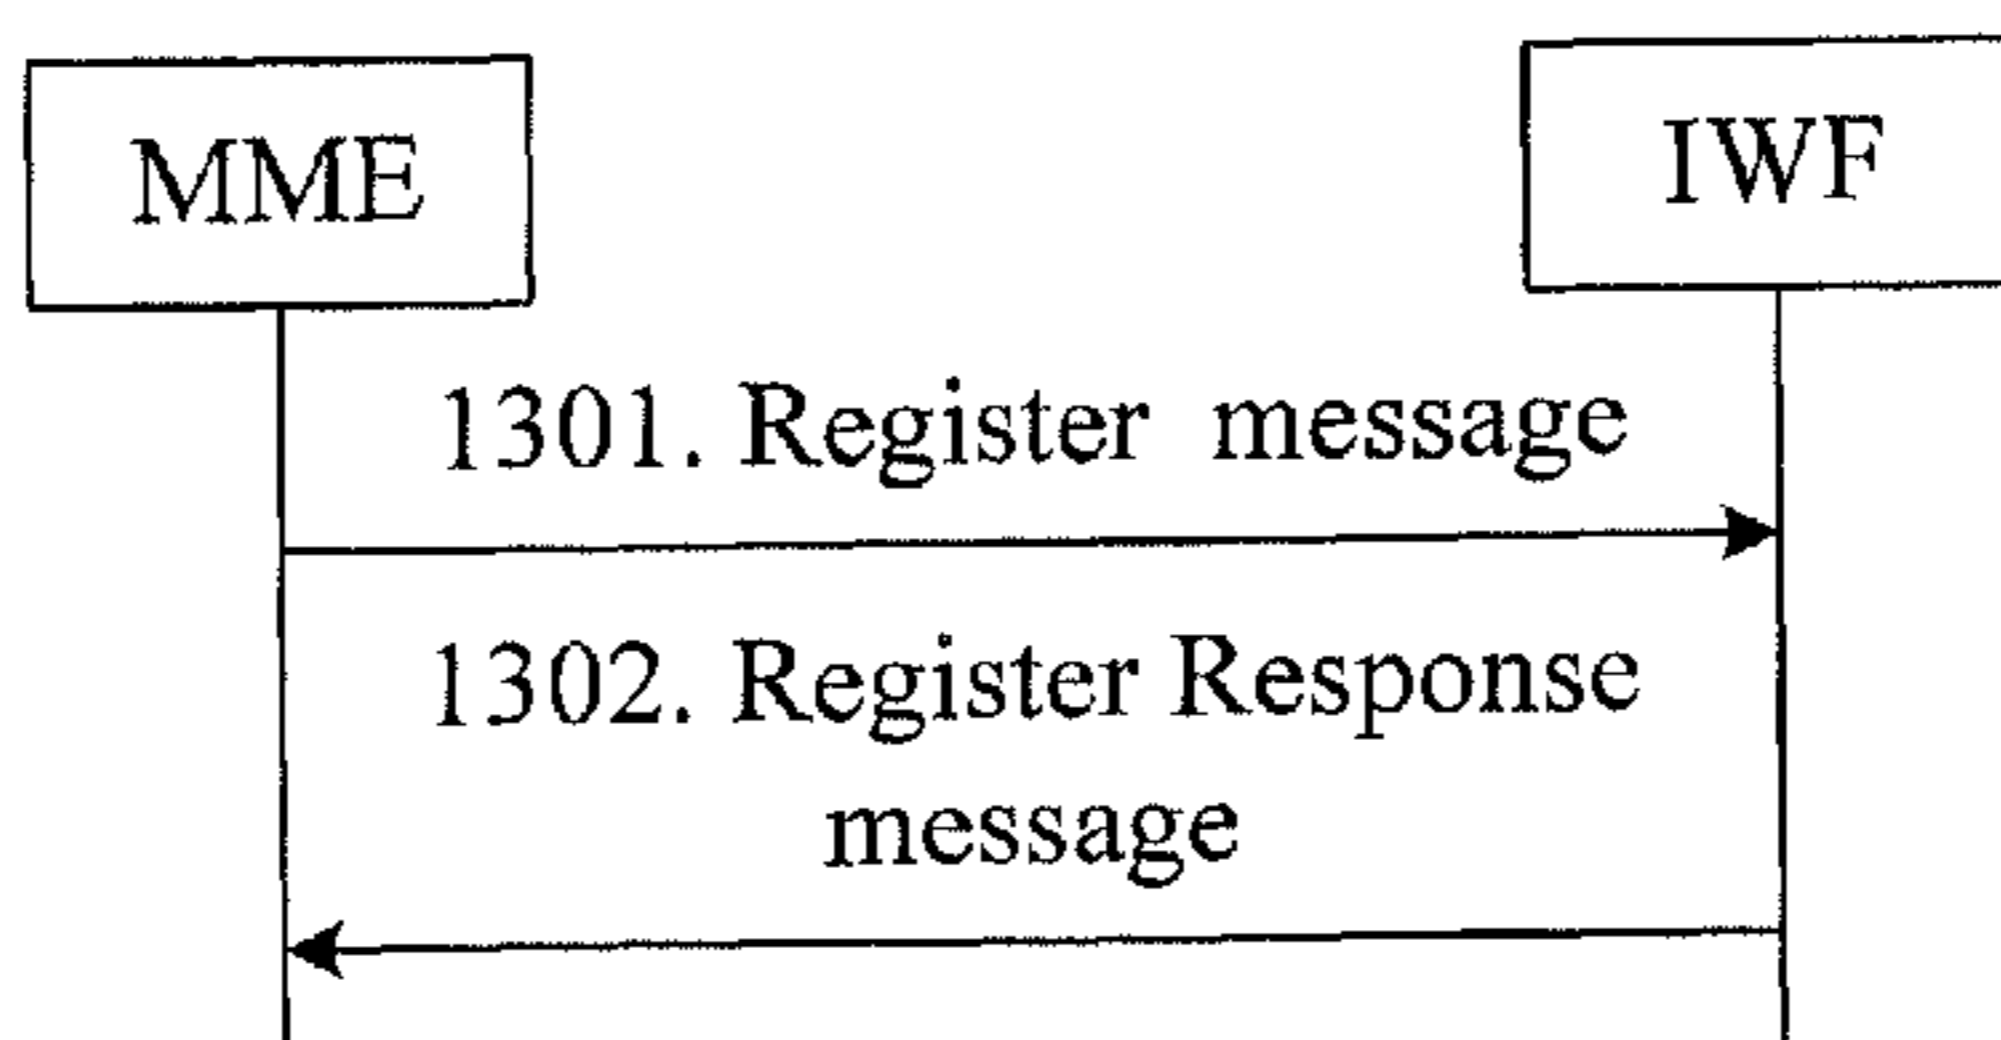 MME
IWF
1301. Register message
1302. Register Response
message